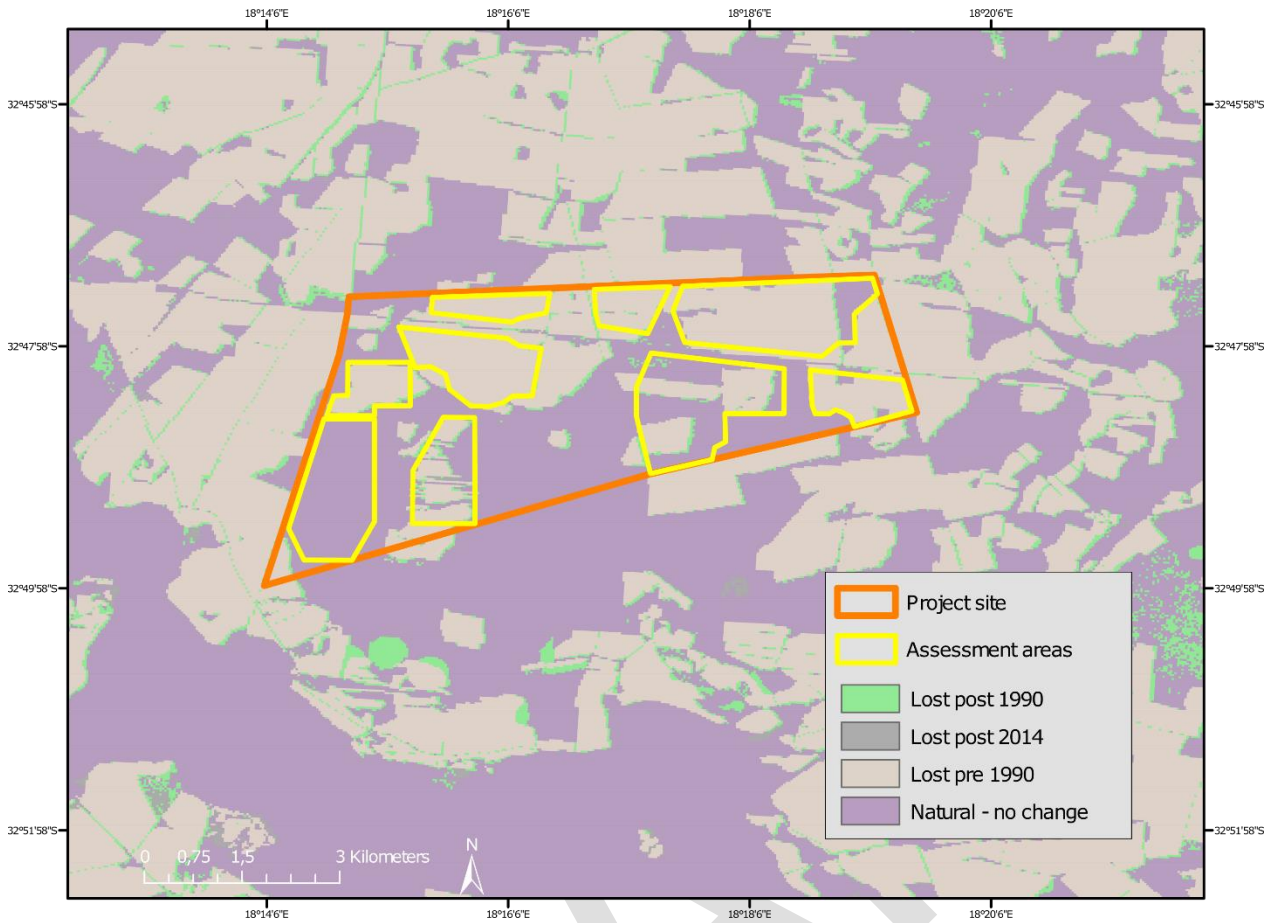 18°14'6"E 18°16'6"E 18°18'6"E 18°20'6"E
32°45'58"S 32°45'58"S
32°47'58"S 32°47'58"S
32°49'58"S 32°49'58"S
Project site
Assessment areas
Lost post 1990
Lost post 2014
Lost pre 1990
Natural - no change
32°51'58"S 32°51'58"S
0 0,75 1,5 3 Kilometers
N
18°14'6"E 18°16'6"E 18°18'6"E 18°20'6"E